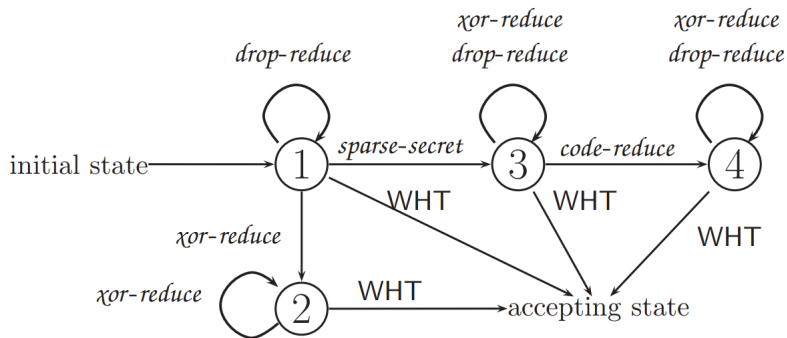 xor-reduce xor-reduce
drop-reduce drop-reduce drop-reduce
initial state 1 sparse-secret 3 code-reduce 4
WHT WHT WHT
xor-reduce
xor-reduce 2 WHT accepting state